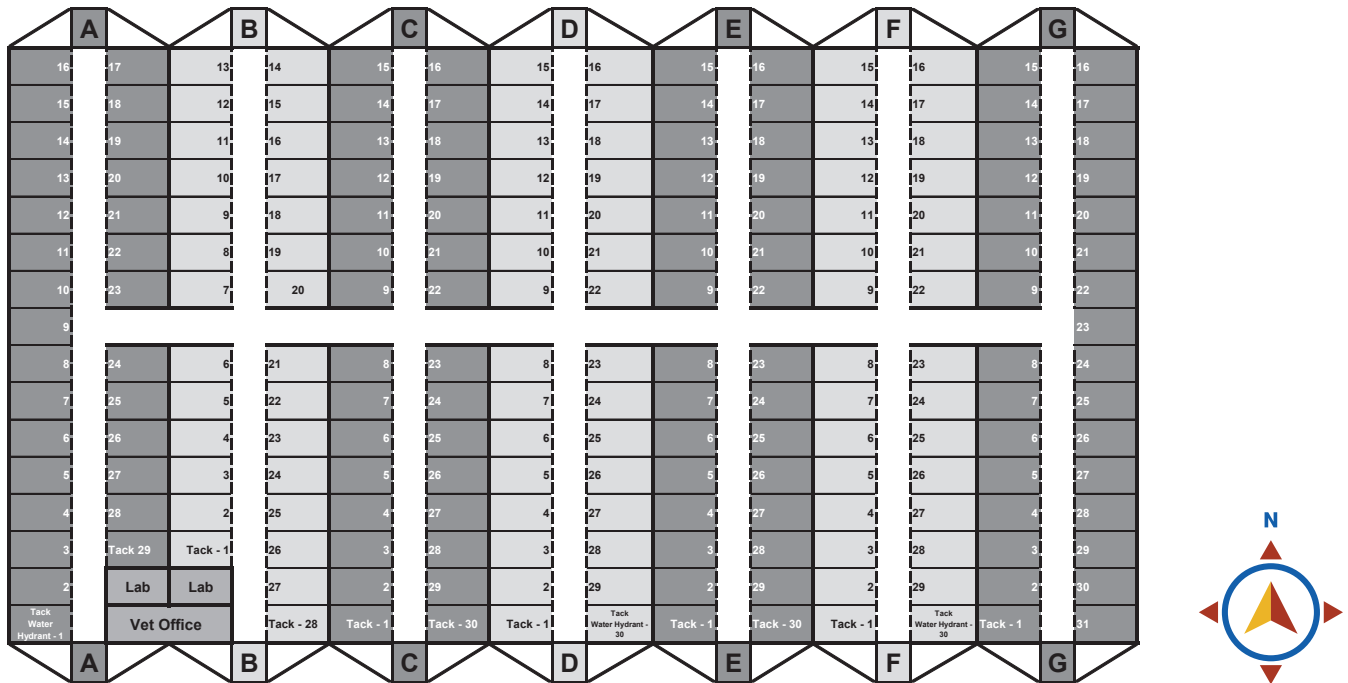 A B C D E F G
16 17 13 14 15 16 15 16 15 16 15 16 15 16
15 18 12 15 14 17 14 17 14 17 14 17 14 17
14 19 11 16 13 18 13 18 13 18 13 18 13 18
13 20 10 17 12 19 12 19 12 19 12 19 12 19
12 21 9 18 11 20 11 20 11 20 11 20 11 20
11 22 8 19 10 21 10 21 10 21 10 21 10 21
10 23 7 20 9 22 9 22 9 22 9 22 9 22
9 23
8 24 6 21 8 23 8 23 8 23 8 23 8 24
7 25 5 22 7 24 7 24 7 24 7 24 7 25
6 26 4 23 6 25 6 25 6 25 6 25 6 26
5 27 3 24 5 26 5 26 5 26 5 26 5 27
4 28 2 25 4 27 4 27 4 27 4 27 4 28
3 Tack 29 Tack - 1 26 3 28 3 28 3 28 3 28 3 29
2 Lab Lab 27 2 29 2 29 2 29 2 29 2 30
Tack
Water
Hydrant - 1
Vet Office
Tack - 28
Tack - 1
Tack - 30
Tack - 1
Tack
Water Hydrant -
30
Tack - 1
Tack - 30
Tack - 1
Tack
Water Hydrant -
30
Tack - 1
31
A B C D E F G
N